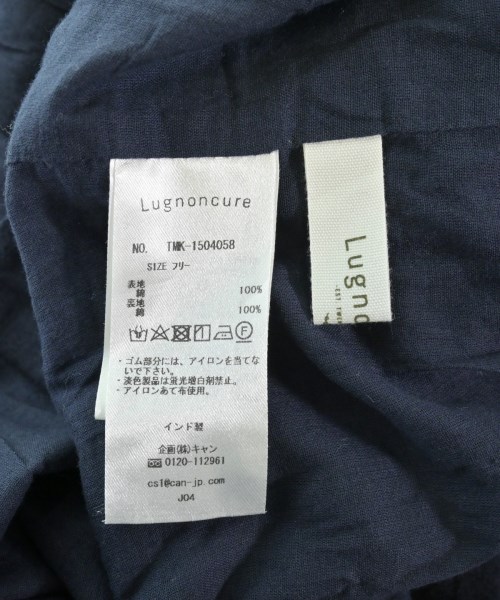 Lugnoncure
NO. TMK-1504058
SIZE フリー
表地
綿 100%
裏地
綿 100%
・ゴム部分には、アイロンを当てな
いで下さい。
・淡色製品は蛍光増白剤禁止。
・アイロンあて布使用。
インド製
企画(株)キャン
0120-112961
cs1@can-jp.com
J04
Lugno